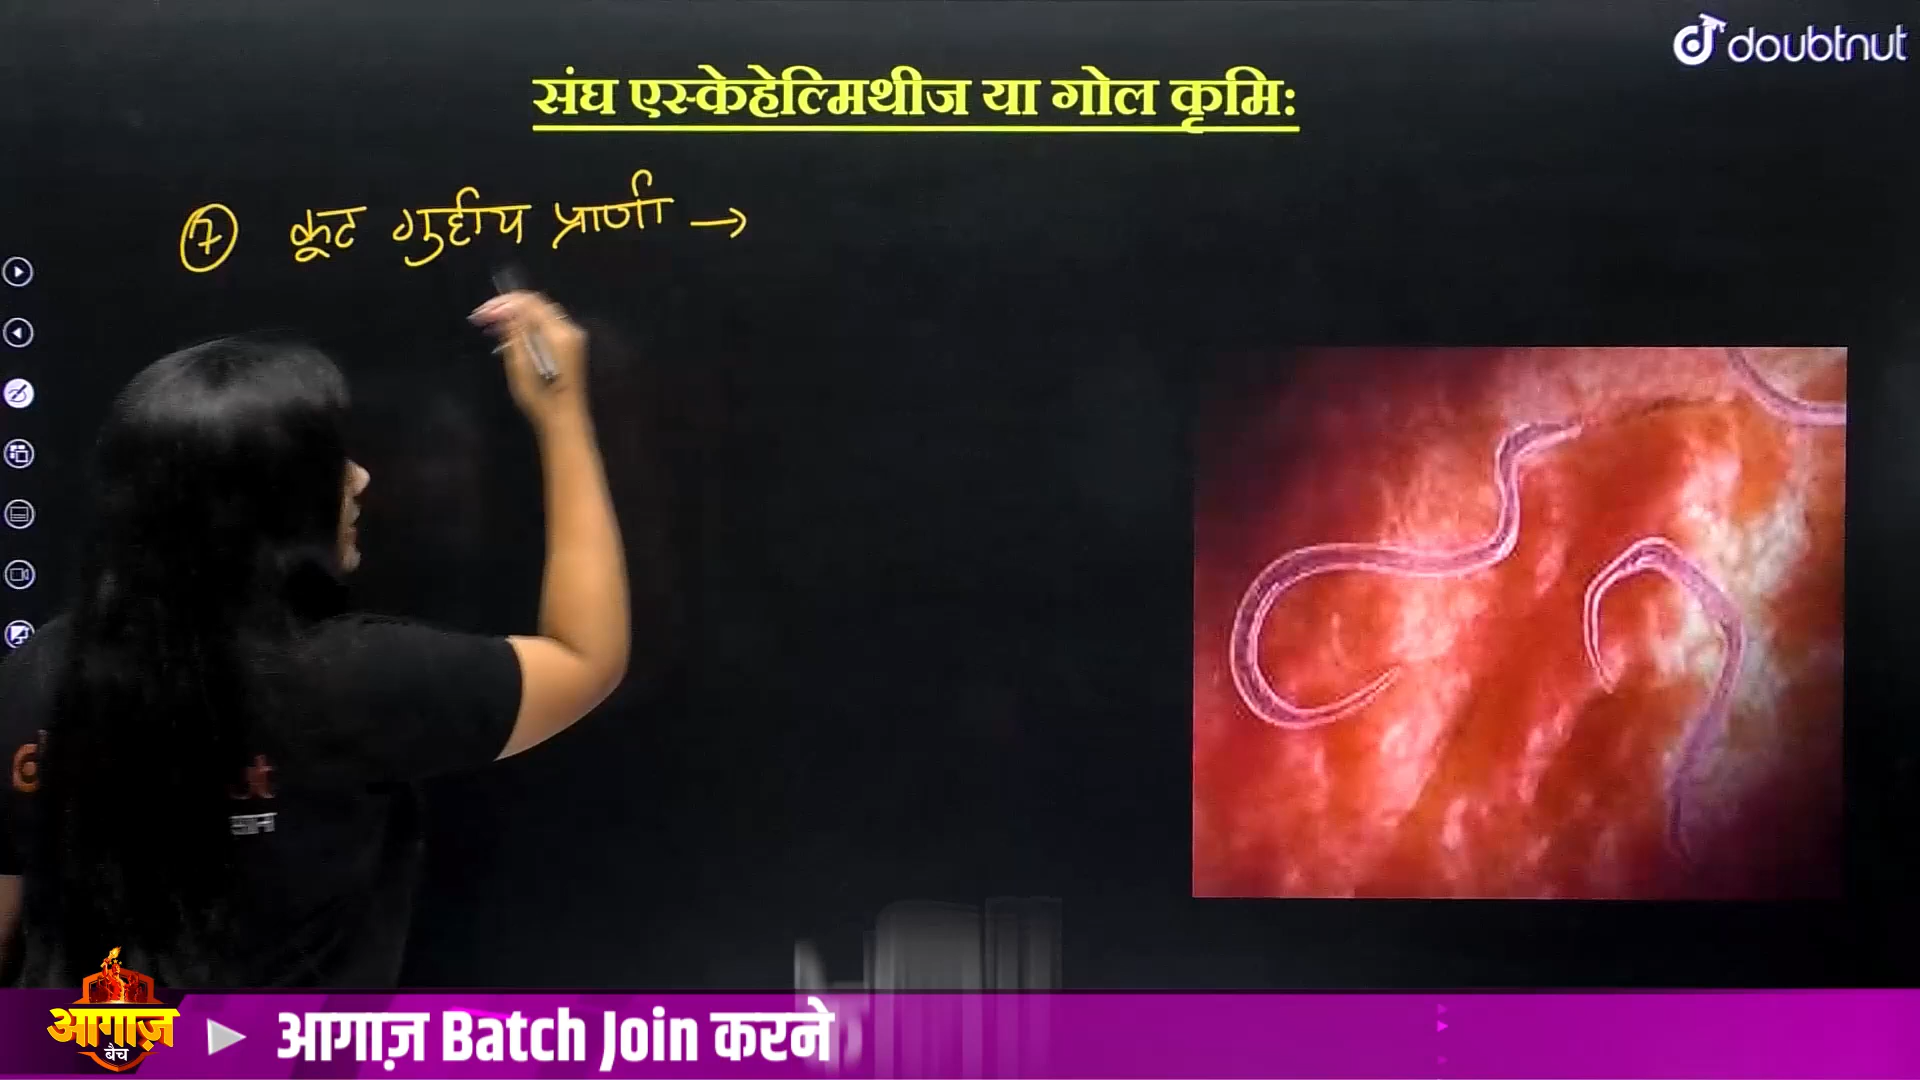 doubtnut
संघ एस्केहेल्मिथीज या गोल कृमि:
7 कूट गुहीय प्राणी →
आगाज़
बैच
आगाज़ Batch Join करने